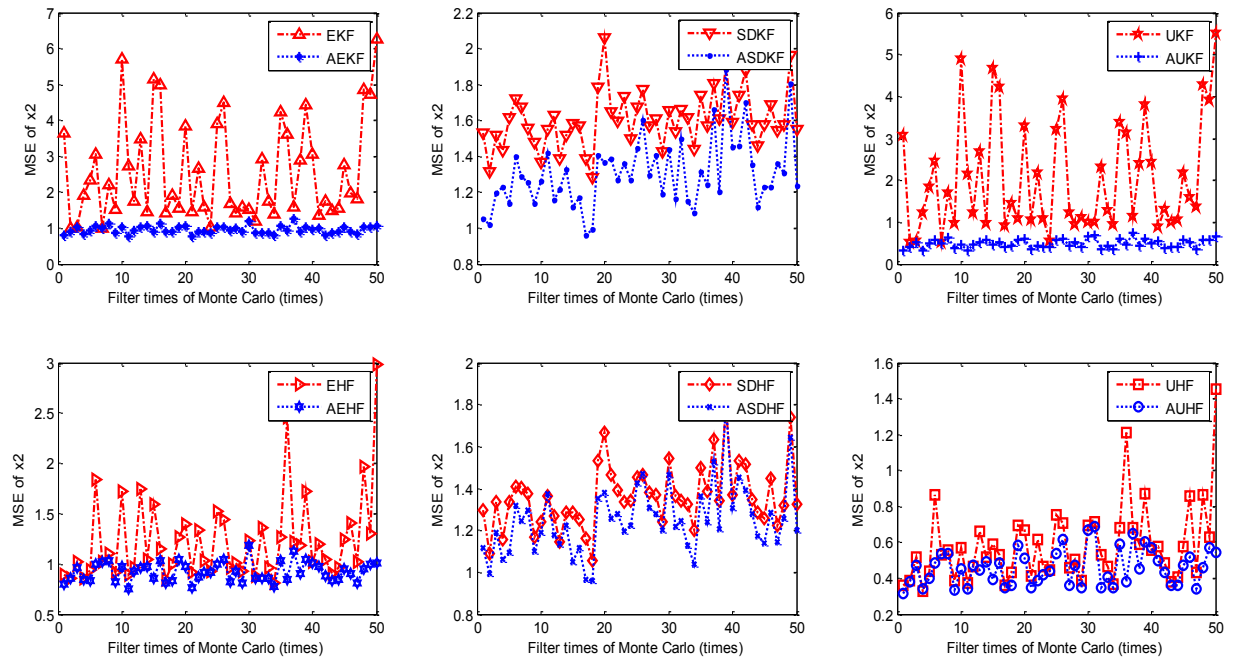 7
6
5
4
3
2
1
0
MSE of x2
EKF
AEKF
0 10 20 30 40 50
Filter times of Monte Carlo (times)
2.2
2
1.8
1.6
1.4
1.2
1
0.8
MSE of x2
SDKF
ASDKF
0 10 20 30 40 50
Filter times of Monte Carlo (times)
6
5
4
3
2
1
0
MSE of x2
UKF
AUKF
0 10 20 30 40 50
Filter times of Monte Carlo (times)
3
2.5
2
1.5
1
0.5
MSE of x2
EHF
AEHF
0 10 20 30 40 50
Filter times of Monte Carlo (times)
2
1.8
1.6
1.4
1.2
1
0.8
MSE of x2
SDHF
ASDHF
0 10 20 30 40 50
Filter times of Monte Carlo (times)
1.6
1.4
1.2
1
0.8
0.6
0.4
0.2
MSE of x2
UHF
AUHF
0 10 20 30 40 50
Filter times of Monte Carlo (times)